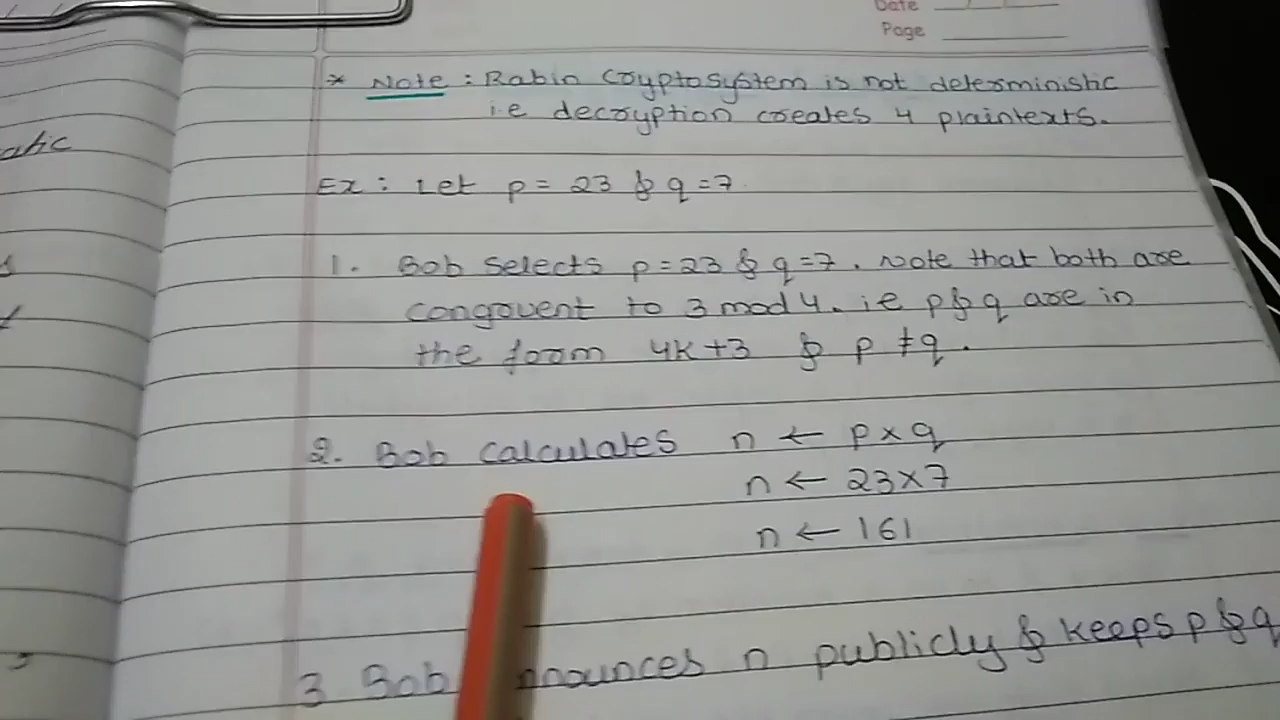 Date
Page
* Note : Rabin Cryptosystem is not deterministic
i.e decryption creates 4 plaintexts.
Ex : Let p = 23 & q = 7.
1. Bob selects p = 23 & q = 7. Note that both are
congruent to 3 mod 4. ie p & q are in
the form 4k + 3 & p ≠ q.
2. Bob calculates n ← p × q
n ← 23 × 7
n ← 161
3 Bob nnounces n publicly & keeps p & q